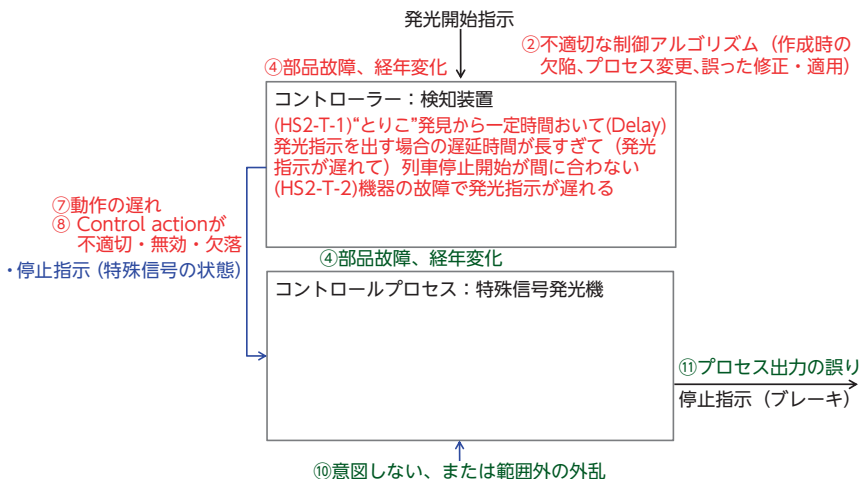 発光開始指示
②不適切な制御アルゴリズム（作成時の
欠陥、プロセス変更、誤った修正・適用）
④部品故障、経年変化
コントローラー：検知装置
(HS2-T-1)“とりこ”発見から一定時間おいて(Delay)
発光指示を出す場合の遅延時間が長すぎて（発光
指示が遅れて）列車停止開始が間に合わない
(HS2-T-2)機器の故障で発光指示が遅れる
⑦動作の遅れ
⑧ Control actionが
不適切・無効・欠落
・停止指示（特殊信号の状態）
④部品故障、経年変化
コントロールプロセス：特殊信号発光機
⑪プロセス出力の誤り
停止指示（ブレーキ）
⑩意図しない、または範囲外の外乱